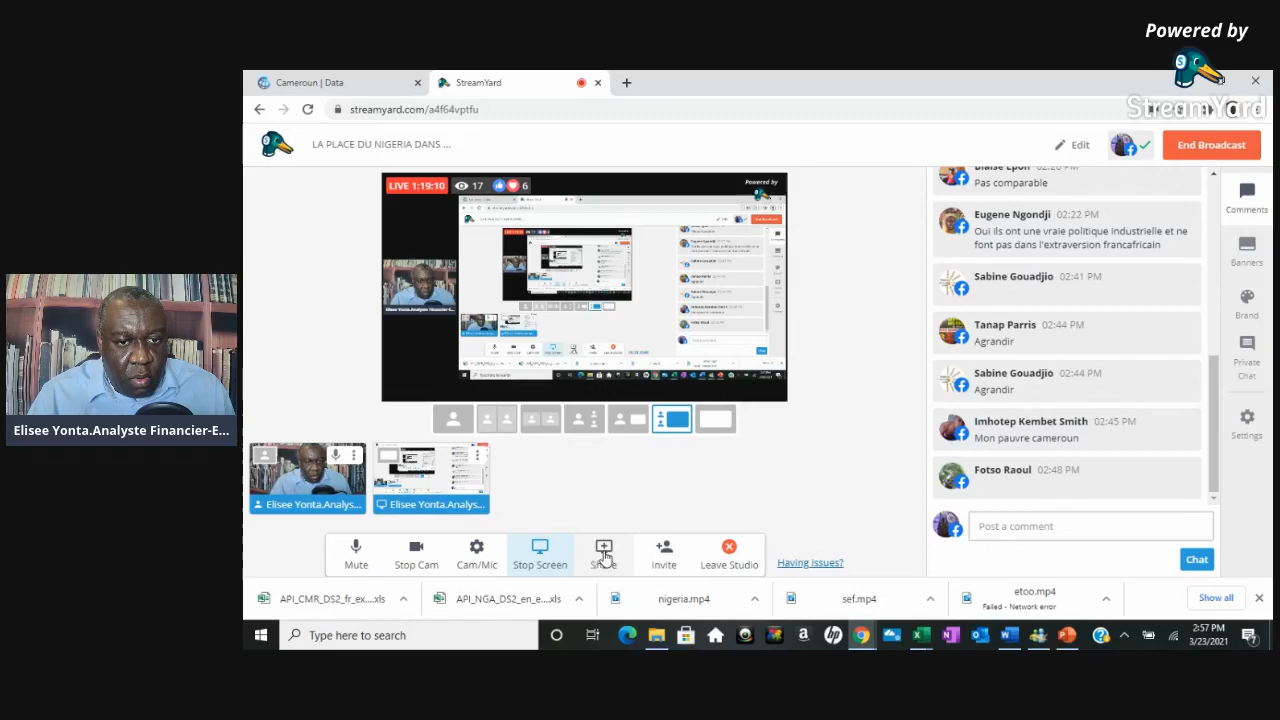 Powered by
StreamYard
Cameroun | Data
StreamYard
streamyard.com/a4f64vptfu
LA PLACE DU NIGERIA DANS ...
Edit
End Broadcast
LIVE 1:19:10
17
6
Powered by
Pas comparable
Eugene Ngondji 02:22 PM
Oui ils ont une vraie politique industrielle et ne
font pas dans l'extraversion francafricain
Sabine Gouadjio 02:41 PM
Tanap Parris 02:44 PM
Agrandir
Sabine Gouadjio 02:44 PM
Agrandir
Imhotep Kembet Smith 02:45 PM
Mon pauvre cameroun
Fotso Raoul 02:48 PM
Post a comment
Chat
Comments
Banners
Brand
Private
Chat
Settings
Elisee Yonta.Analyste Financier-E...
Elisee Yonta.Analys...
Elisee Yonta.Analys...
Mute
Stop Cam
Cam/Mic
Stop Screen
Invite
Leave Studio
Having issues?
API_CMR_DS2_fr_ex....xls
API_NGA_DS2_en_e....xls
nigeria.mp4
sef.mp4
etoo.mp4
Failed - Network error
Show all
Type here to search
2:57 PM
3/23/2021